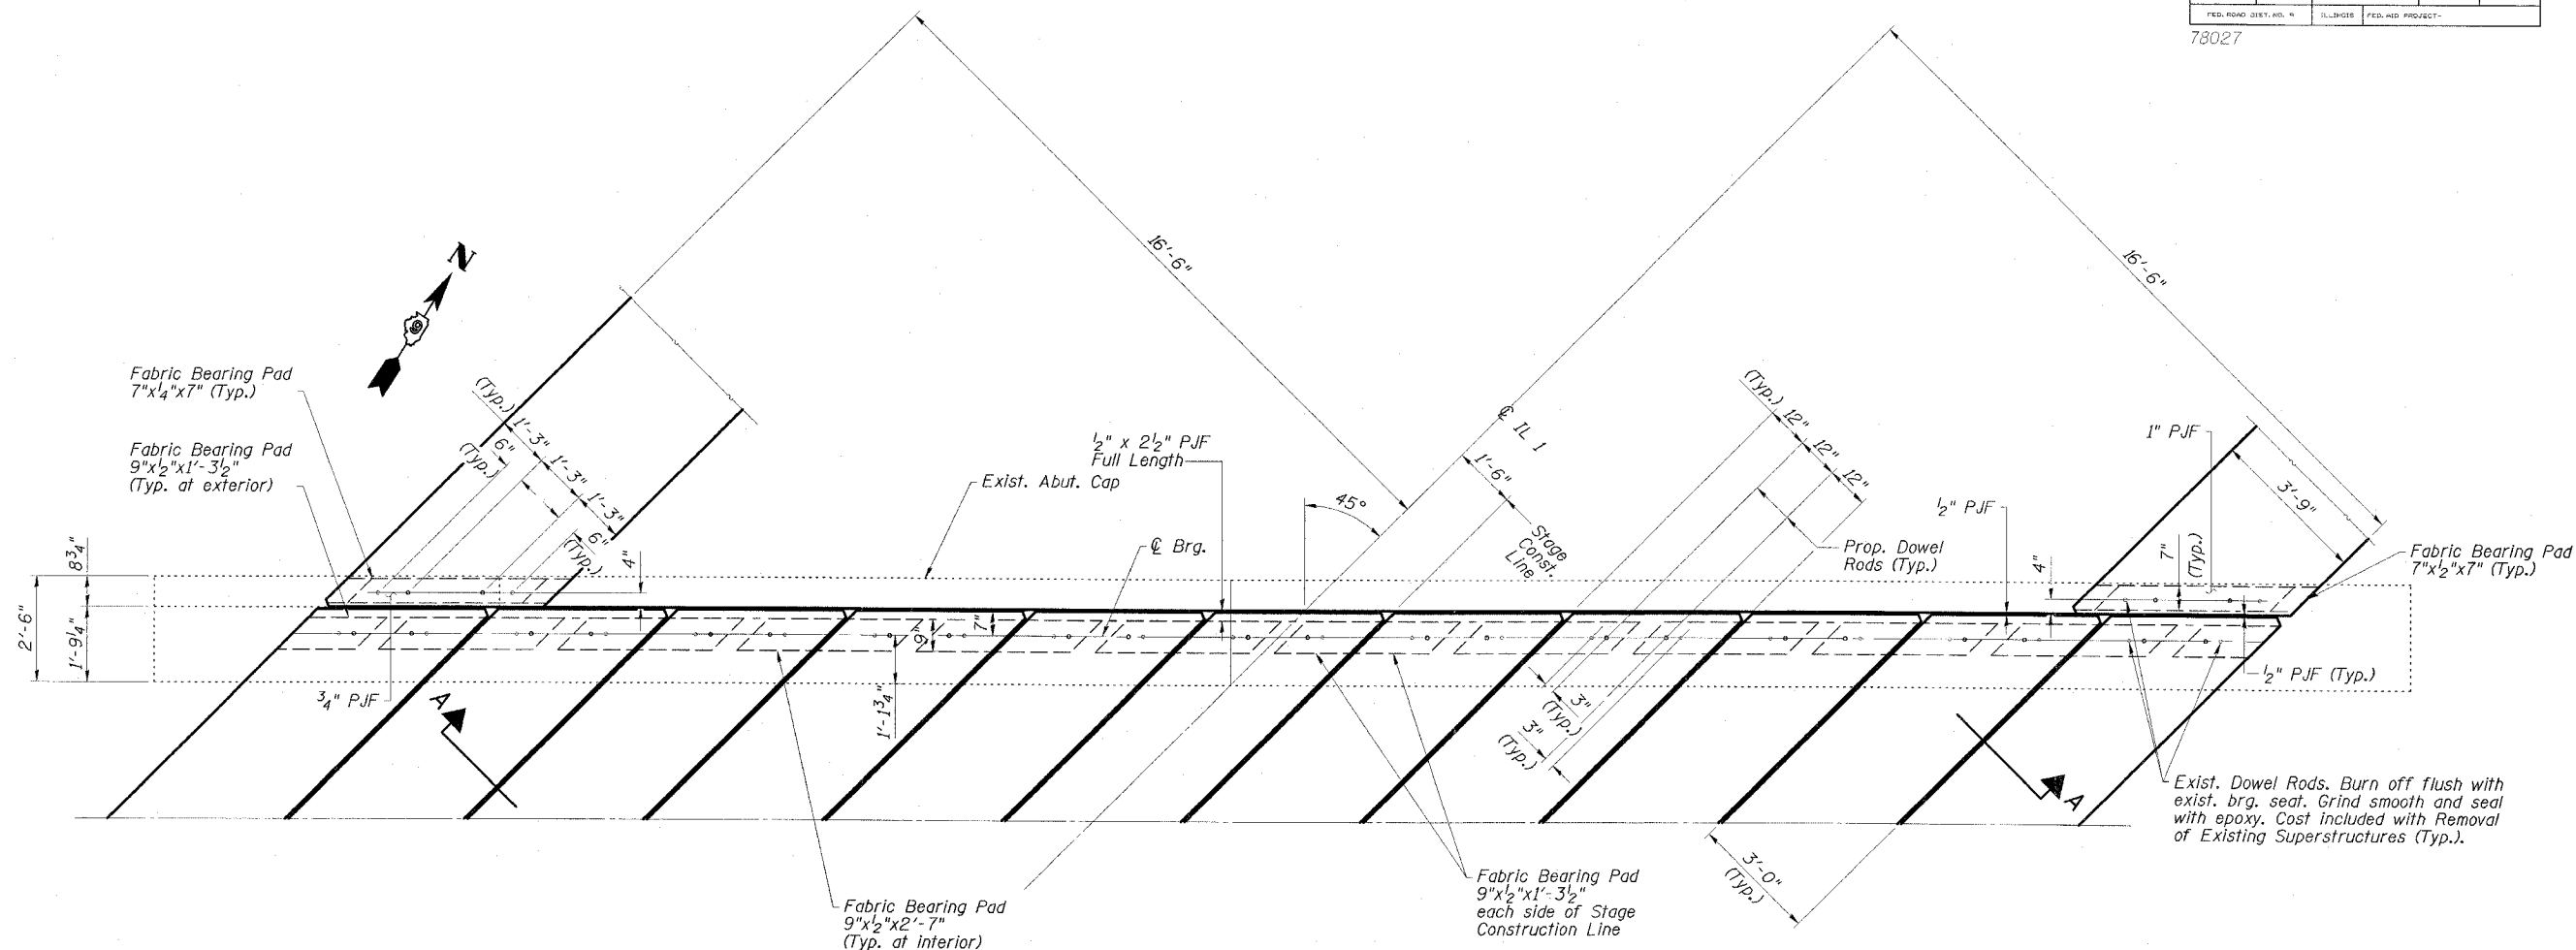 FED. ROAD DIST. NO. 9 ILLINOIS FED. AID PROJECT-
78027
N
16'-6"
16'-6"
Fabric Bearing Pad
7"x¼"x7" (Typ.)
Fabric Bearing Pad
9"x½"x1'-3½"
(Typ. at exterior)
(Typ.)
1'-3"
6"
(Typ.)
1'-3"
1'-3"
6"
(Typ.)
4"
½" x 2½" PJF
Full Length
Exist. Abut. Cap
℄ Brg.
45°
℄ IL 1
1'-6"
Stage
Const.
Line
(Typ.)
12"
12"
12"
Prop. Dowel
Rods (Typ.)
½" PJF
1" PJF
3'-9"
4"
7"
(Typ.)
Fabric Bearing Pad
7"x½"x7" (Typ.)
8¾"
2'-6"
1'-9¼"
¾" PJF
A
9"
7"
1'-1¾"
3"
(Typ.)
3"
(Typ.)
½" PJF (Typ.)
A
Exist. Dowel Rods. Burn off flush with
exist. brg. seat. Grind smooth and seal
with epoxy. Cost included with Removal
of Existing Superstructures (Typ.).
3'-0"
(Typ.)
Fabric Bearing Pad
9"x½"x2'-7"
(Typ. at interior)
Fabric Bearing Pad
9"x½"x1'-3½"
each side of Stage
Construction Line